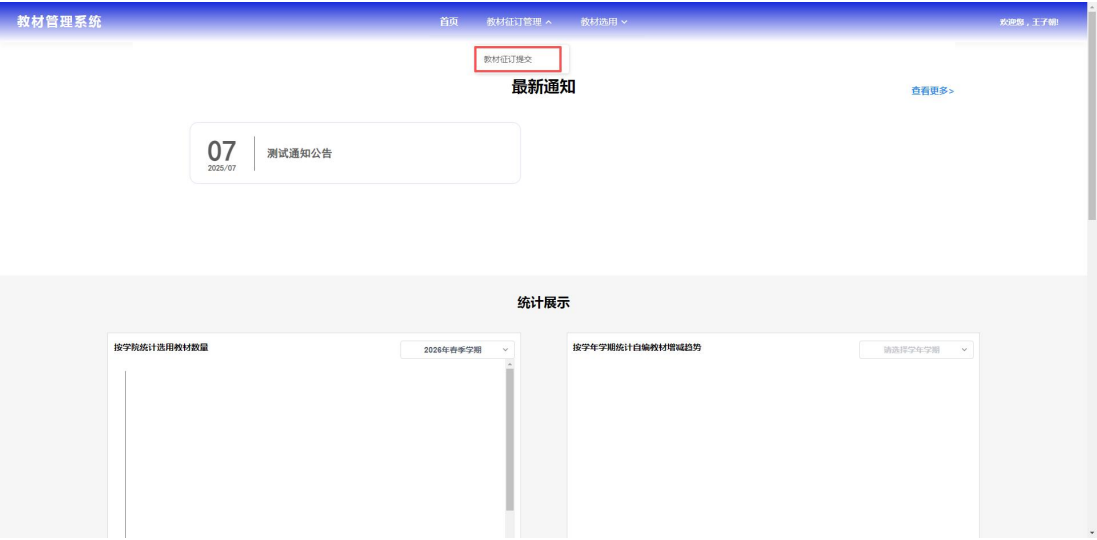 教材管理系统
首页 教材征订管理 教材选用
欢迎您，王子帆!
教材征订提交
最新通知
查看更多>
07
2025/07
测试通知公告
统计展示
按学院统计选用教材数量
2026年春季学期
按学年学期统计自编教材增减趋势
请选择学年学期